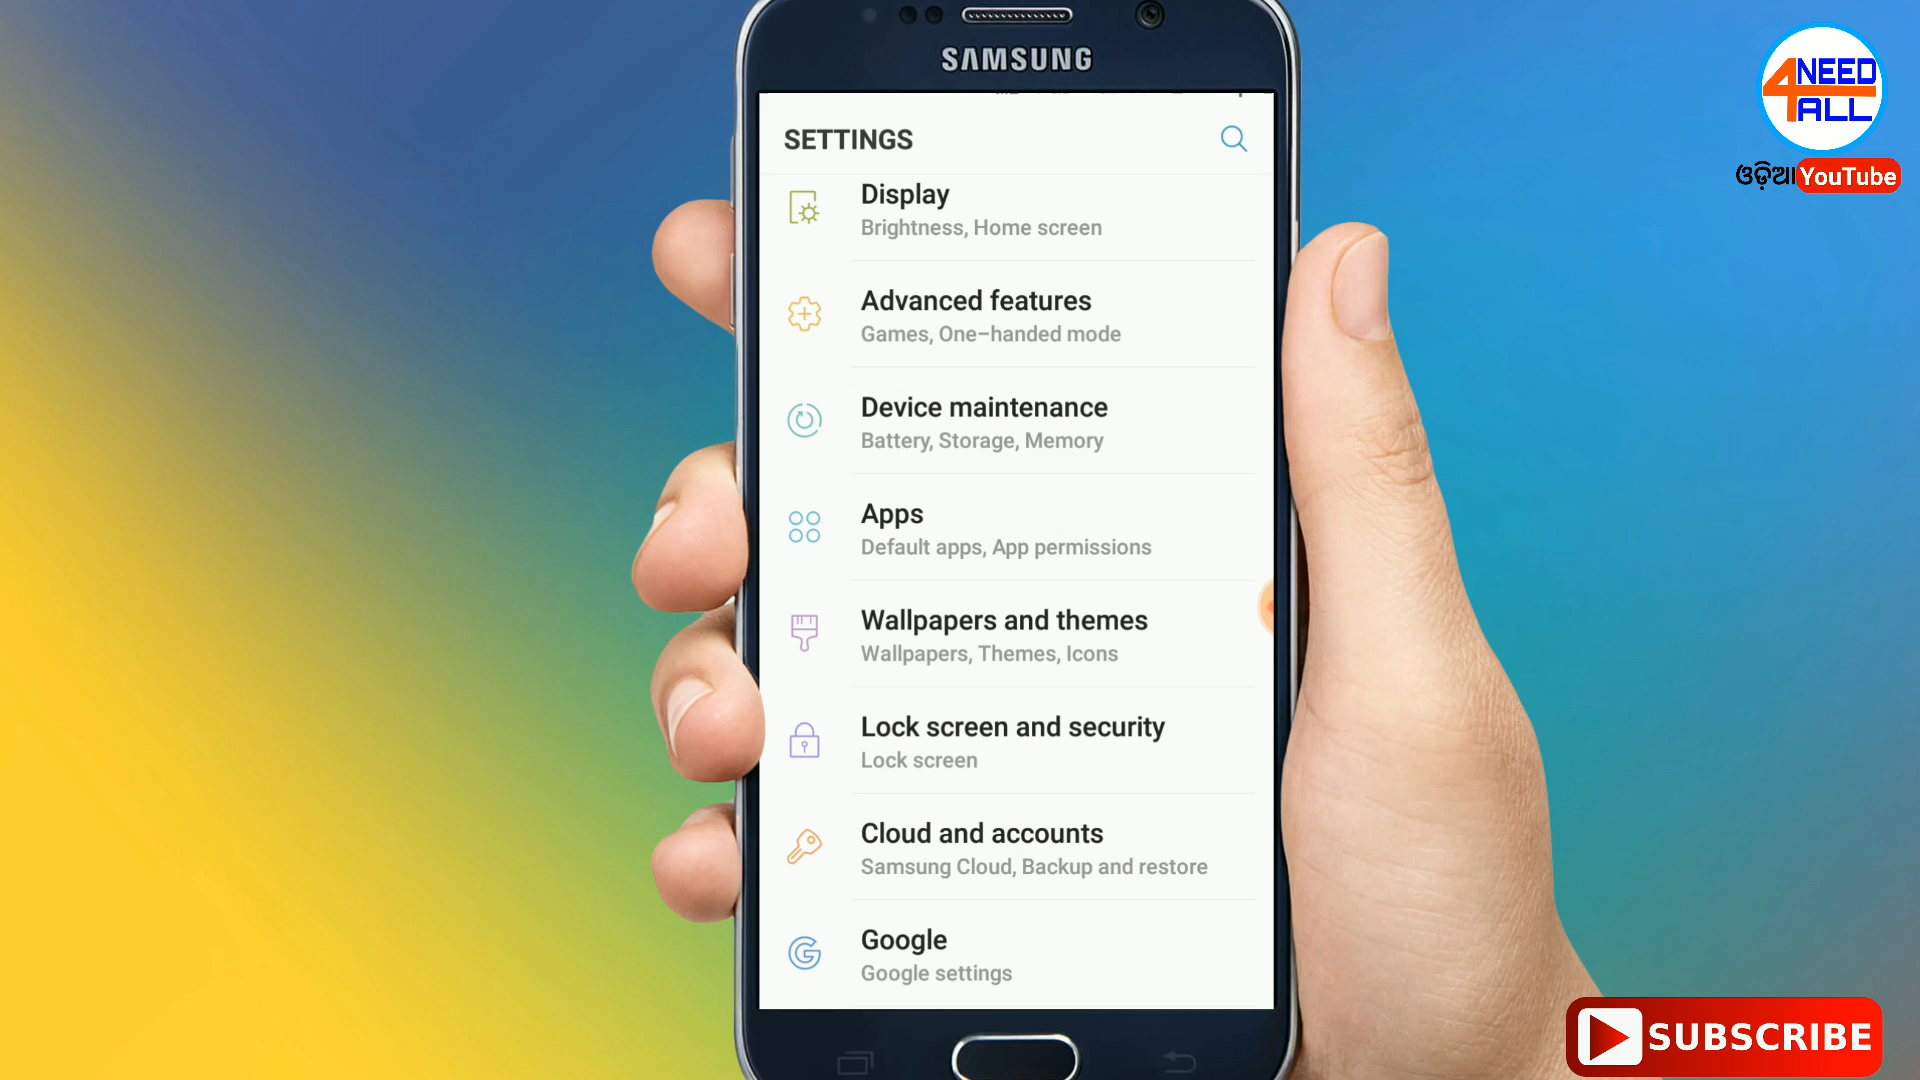 SAMSUNG
SETTINGS
Display
Brightness, Home screen
Advanced features
Games, One-handed mode
Device maintenance
Battery, Storage, Memory
Apps
Default apps, App permissions
Wallpapers and themes
Wallpapers, Themes, Icons
Lock screen and security
Lock screen
Cloud and accounts
Samsung Cloud, Backup and restore
Google
Google settings
4NEED
ALL
ଓଡ଼ିଆ YouTube
SUBSCRIBE